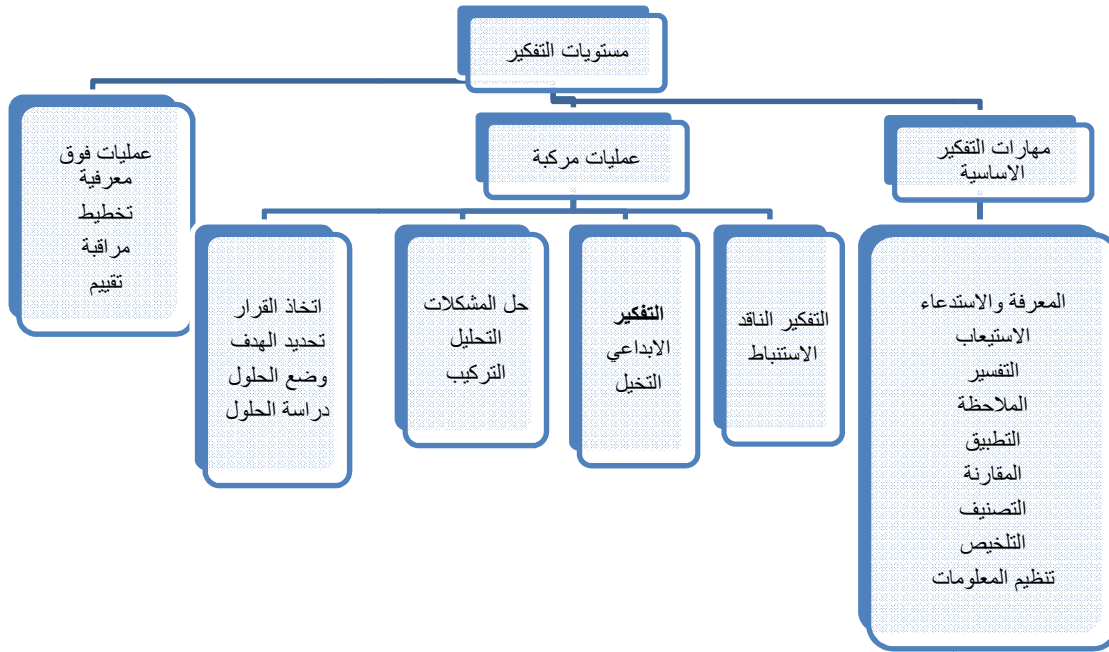 مستويات التفكير
مهارات التفكير
الاساسية
المعرفة والاستدعاء
الاستيعاب
التفسير
الملاحظة
التطبيق
المقارنة
التصنيف
التلخيص
تنظيم المعلومات
عمليات مركبة
التفكير الناقد
الاستنباط
التفكير
الابداعي
التخيل
حل المشكلات
التحليل
التركيب
اتخاذ القرار
تحديد الهدف
وضع الحلول
دراسة الحلول
عمليات فوق
معرفية
تخطيط
مراقبة
تقييم